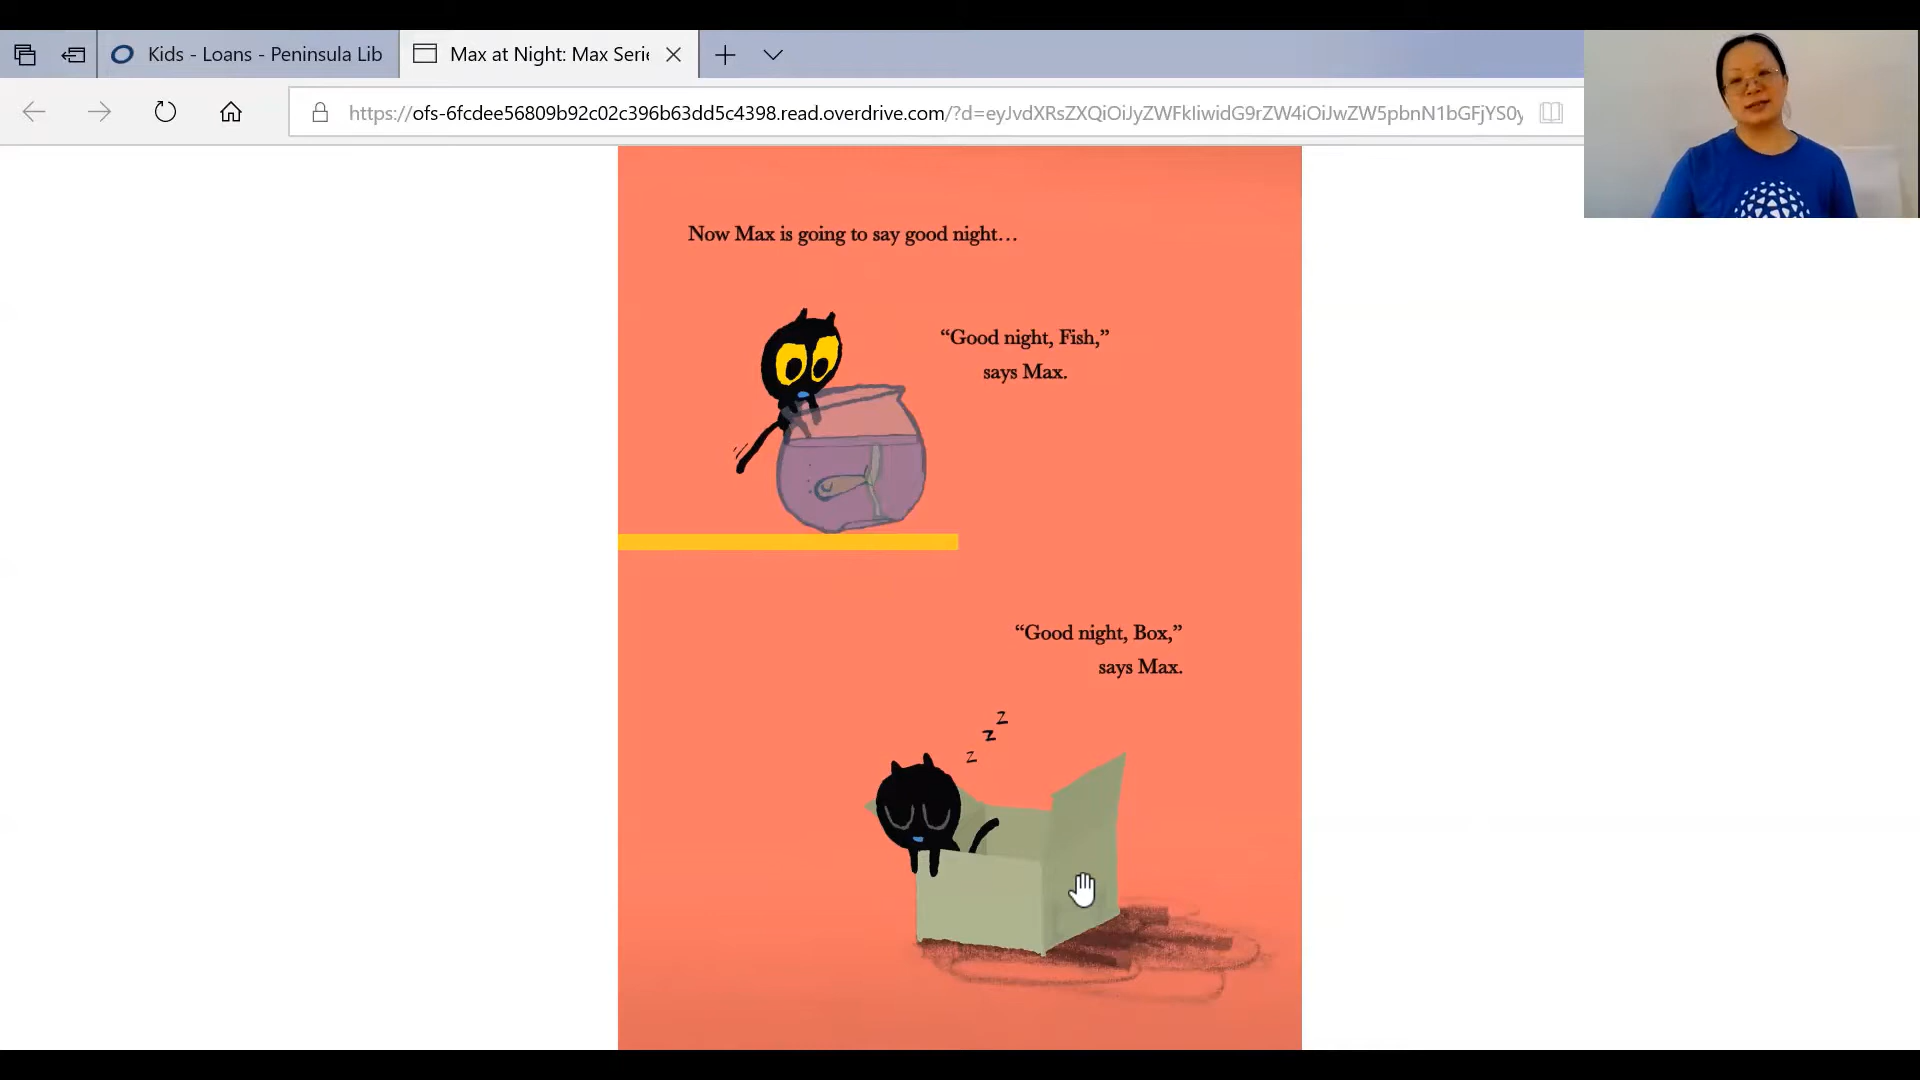 Kids - Loans - Peninsula Lib
Max at Night: Max Serie
https://ofs-6fcdee56809b92c02c396b63dd5c4398.read.overdrive.com/?d=eyJvdXRsZXQiOiJyZWFkIiwidG9rZW4iOiJwZW5pbnN1bGFjYS0y
Now Max is going to say good night…
“Good night, Fish,”
says Max.
“Good night, Box,”
says Max.
z
z
z